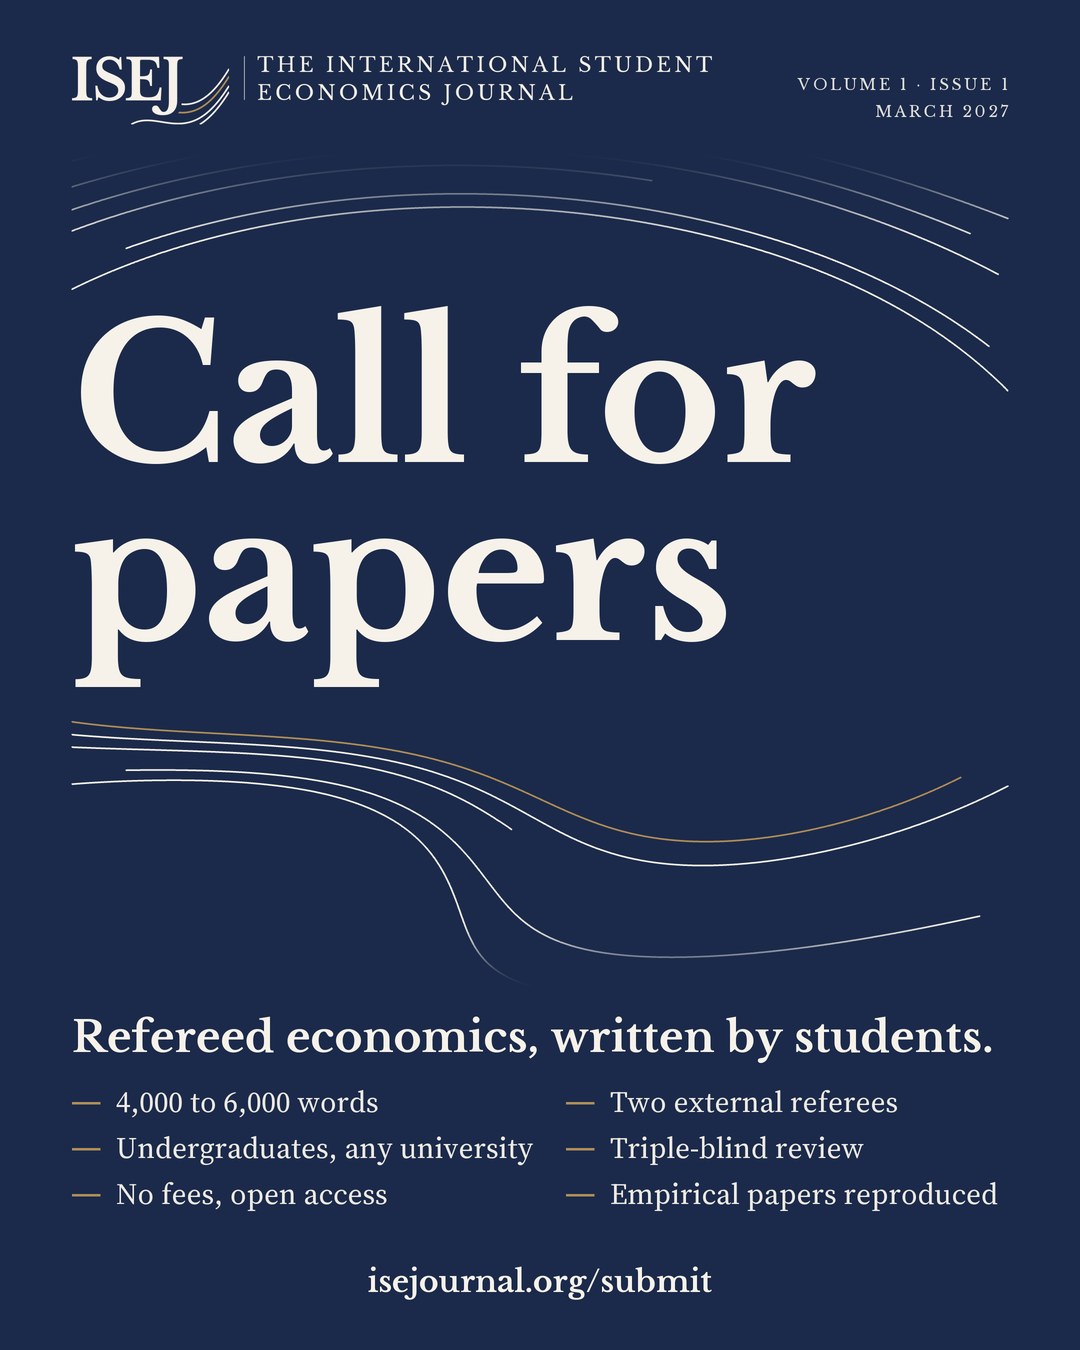 ISEJ
THE INTERNATIONAL STUDENT
ECONOMICS JOURNAL
VOLUME 1 · ISSUE 1
MARCH 2027
Call for
papers
Refereed economics, written by students.
— 4,000 to 6,000 words
— Undergraduates, any university
— No fees, open access
— Two external referees
— Triple-blind review
— Empirical papers reproduced
isejournal.org/submit